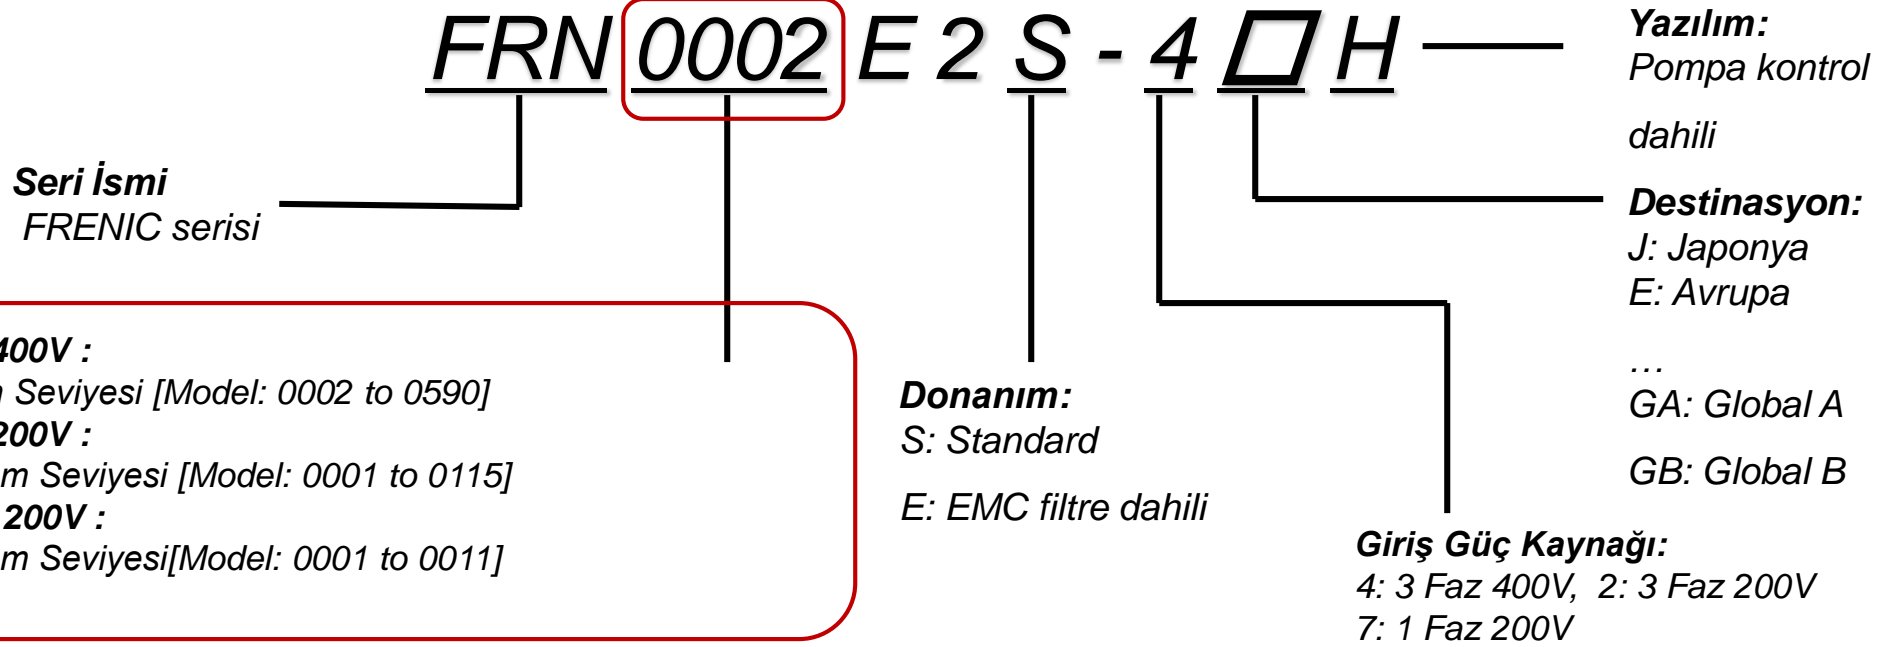 FRN 0002 E 2 S - 4 H
Yazılım:
Pompa kontrol
dahili
Seri İsmi
FRENIC serisi
Destinasyon:
J: Japonya
E: Avrupa
…
GA: Global A
GB: Global B
400V :
Seviyesi [Model: 0002 to 0590]
200V :
Seviyesi [Model: 0001 to 0115]
200V :
Seviyesi[Model: 0001 to 0011]
Donanım:
S: Standard
E: EMC filtre dahili
Giriş Güç Kaynağı:
4: 3 Faz 400V, 2: 3 Faz 200V
7: 1 Faz 200V